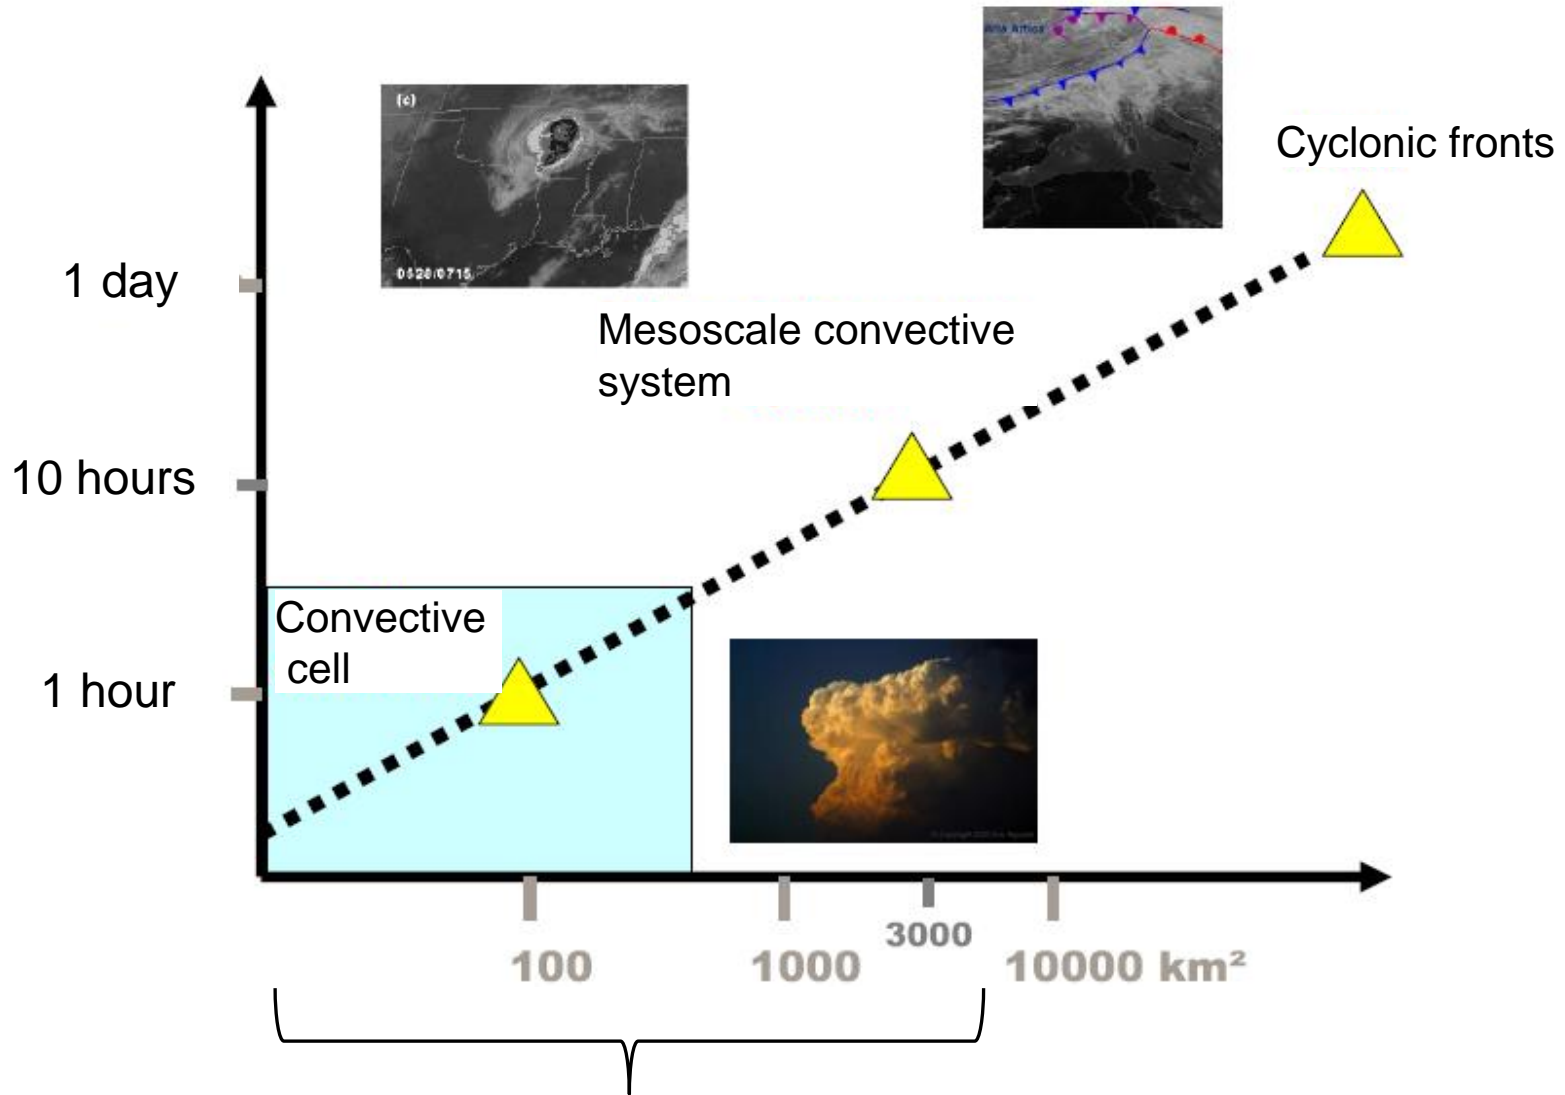 (c)
0528/0715
Cyclonic fronts
1 day
Mesoscale convective
system
10 hours
Convective
cell
1 hour
3000
100 1000 10000 km²